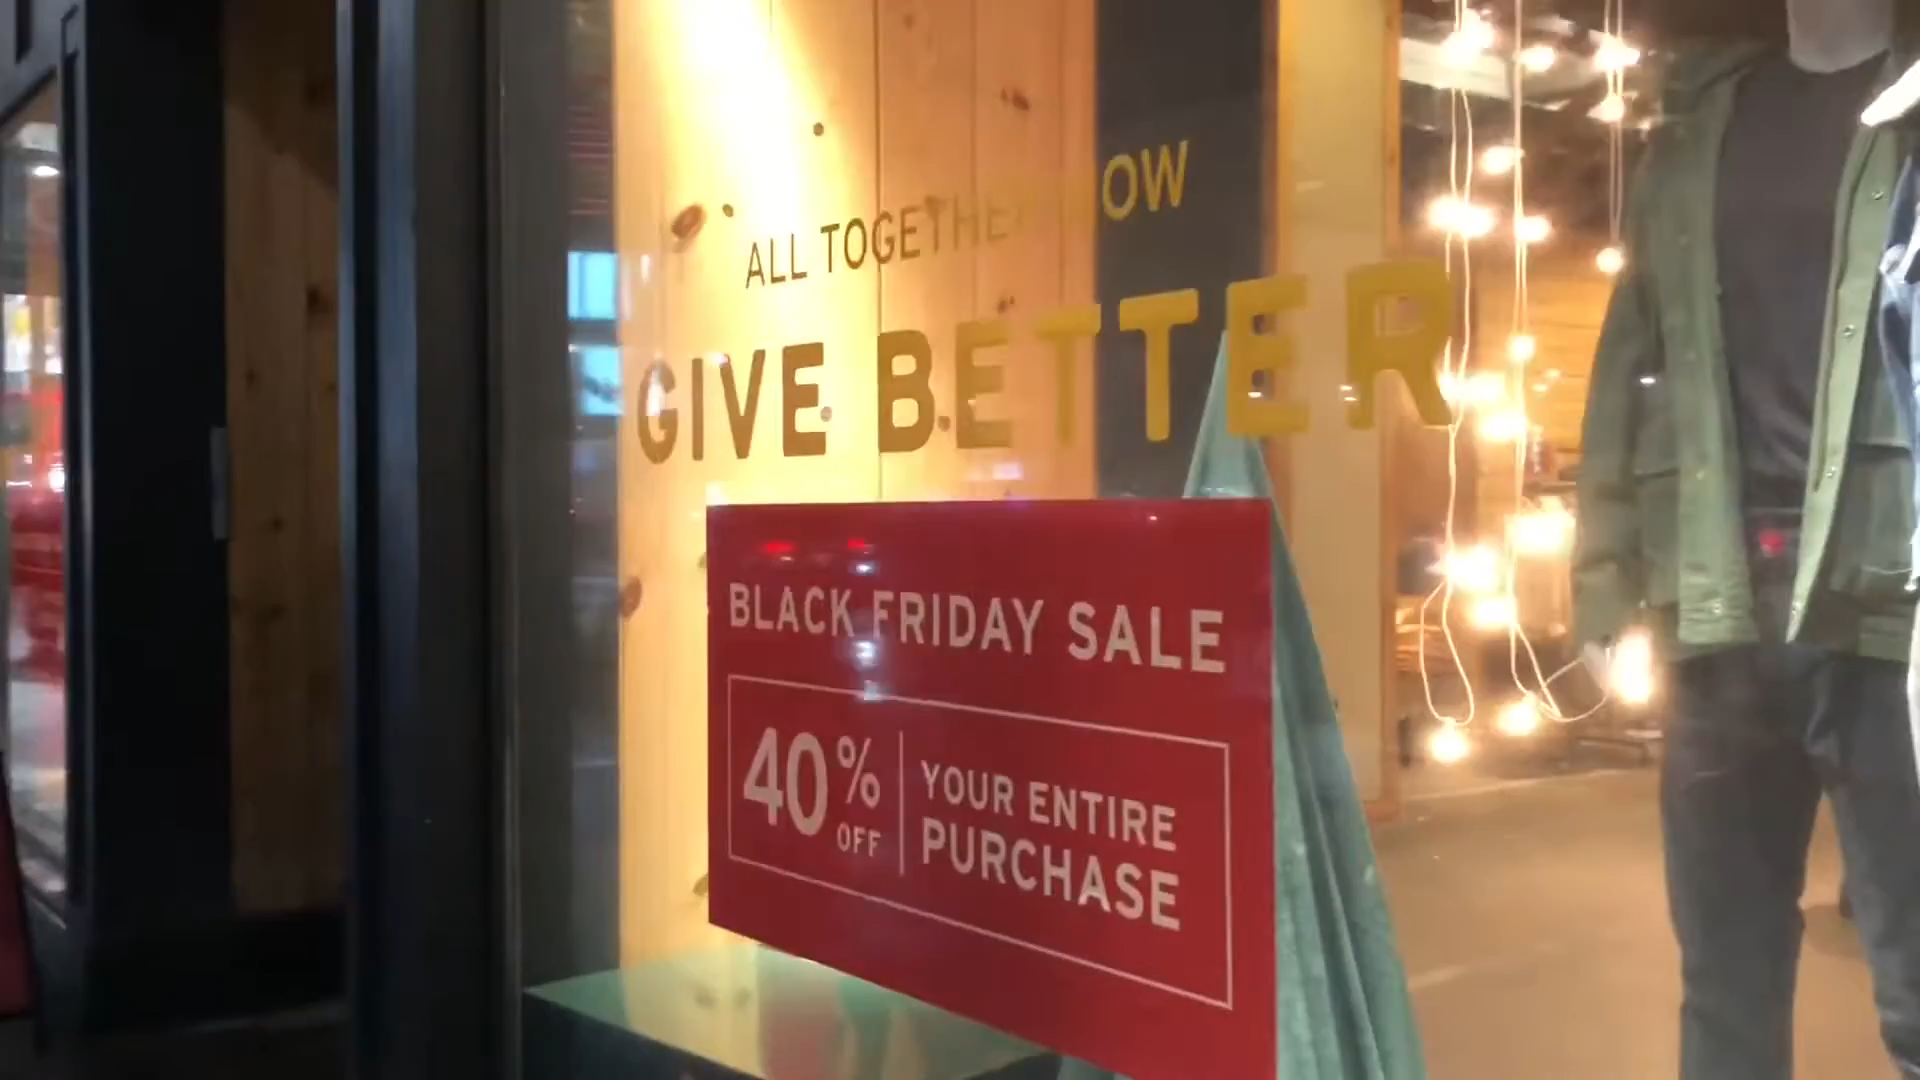 ALL TOGETHER NOW
GIVE BETTER
BLACK FRIDAY SALE
40% OFF
YOUR ENTIRE
PURCHASE